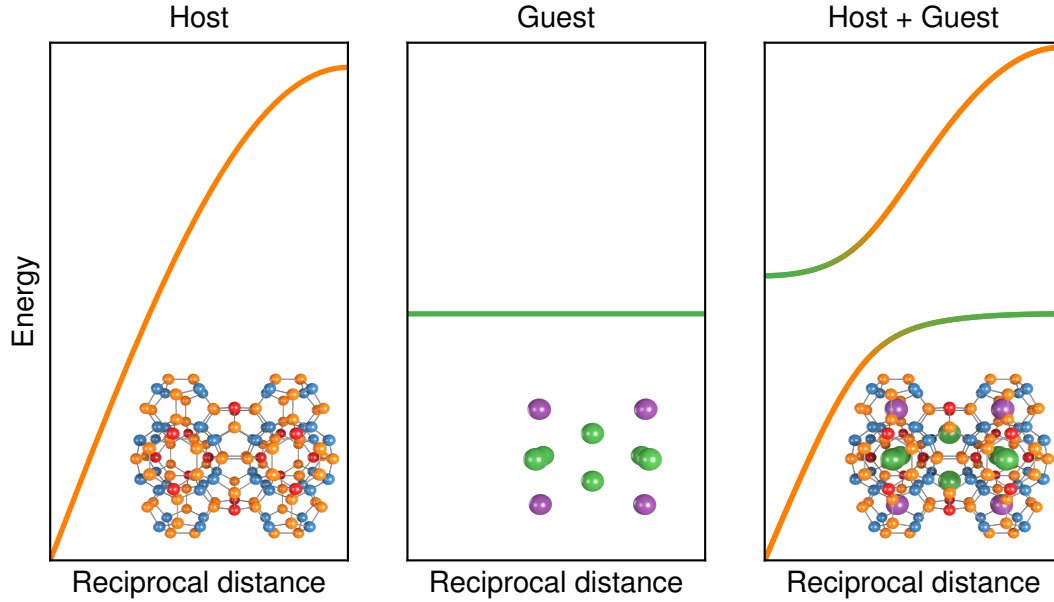 Host
Guest
Host + Guest
Energy
Reciprocal distance
Reciprocal distance
Reciprocal distance